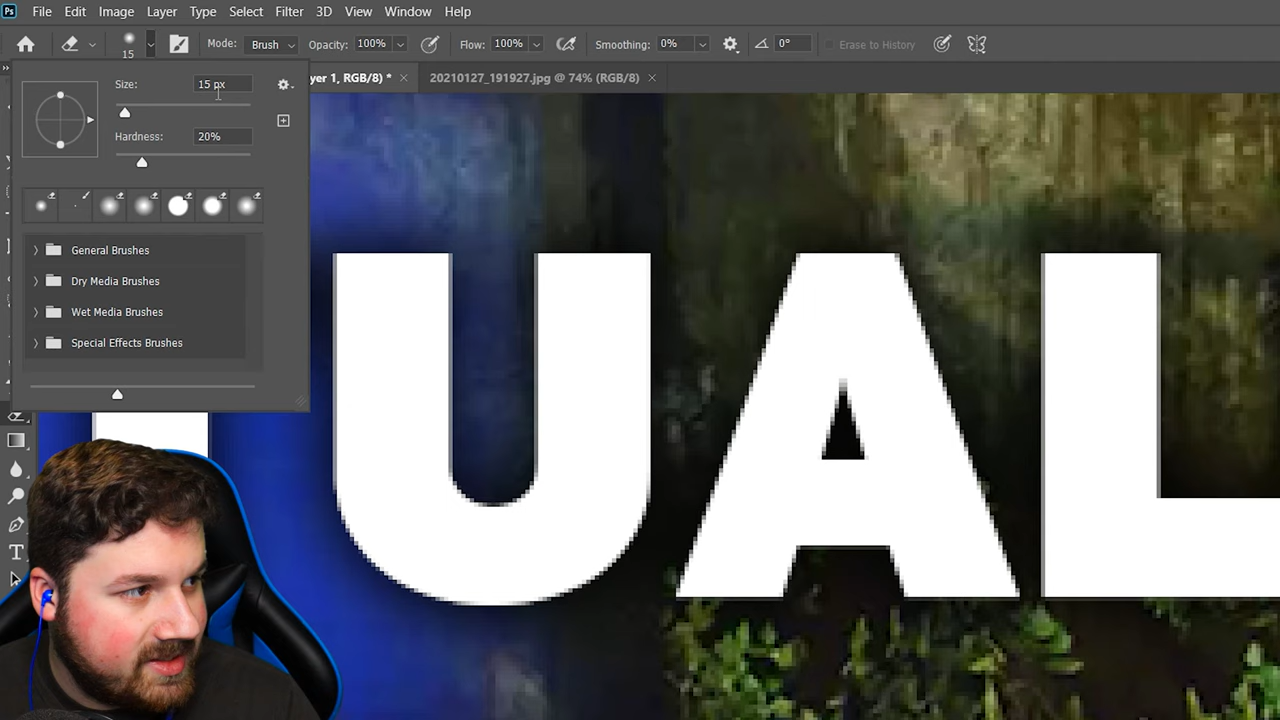 Ps File Edit Image Layer Type Select Filter 3D View Window Help
15 Mode: Brush Opacity: 100% Flow: 100% Smoothing: 0% 0° Erase to History
yer 1, RGB/8) * × 20210127_191927.jpg @ 74% (RGB/8) ×
Size: 15 px
Hardness: 20%
General Brushes
Dry Media Brushes
Wet Media Brushes
Special Effects Brushes
UAL
T